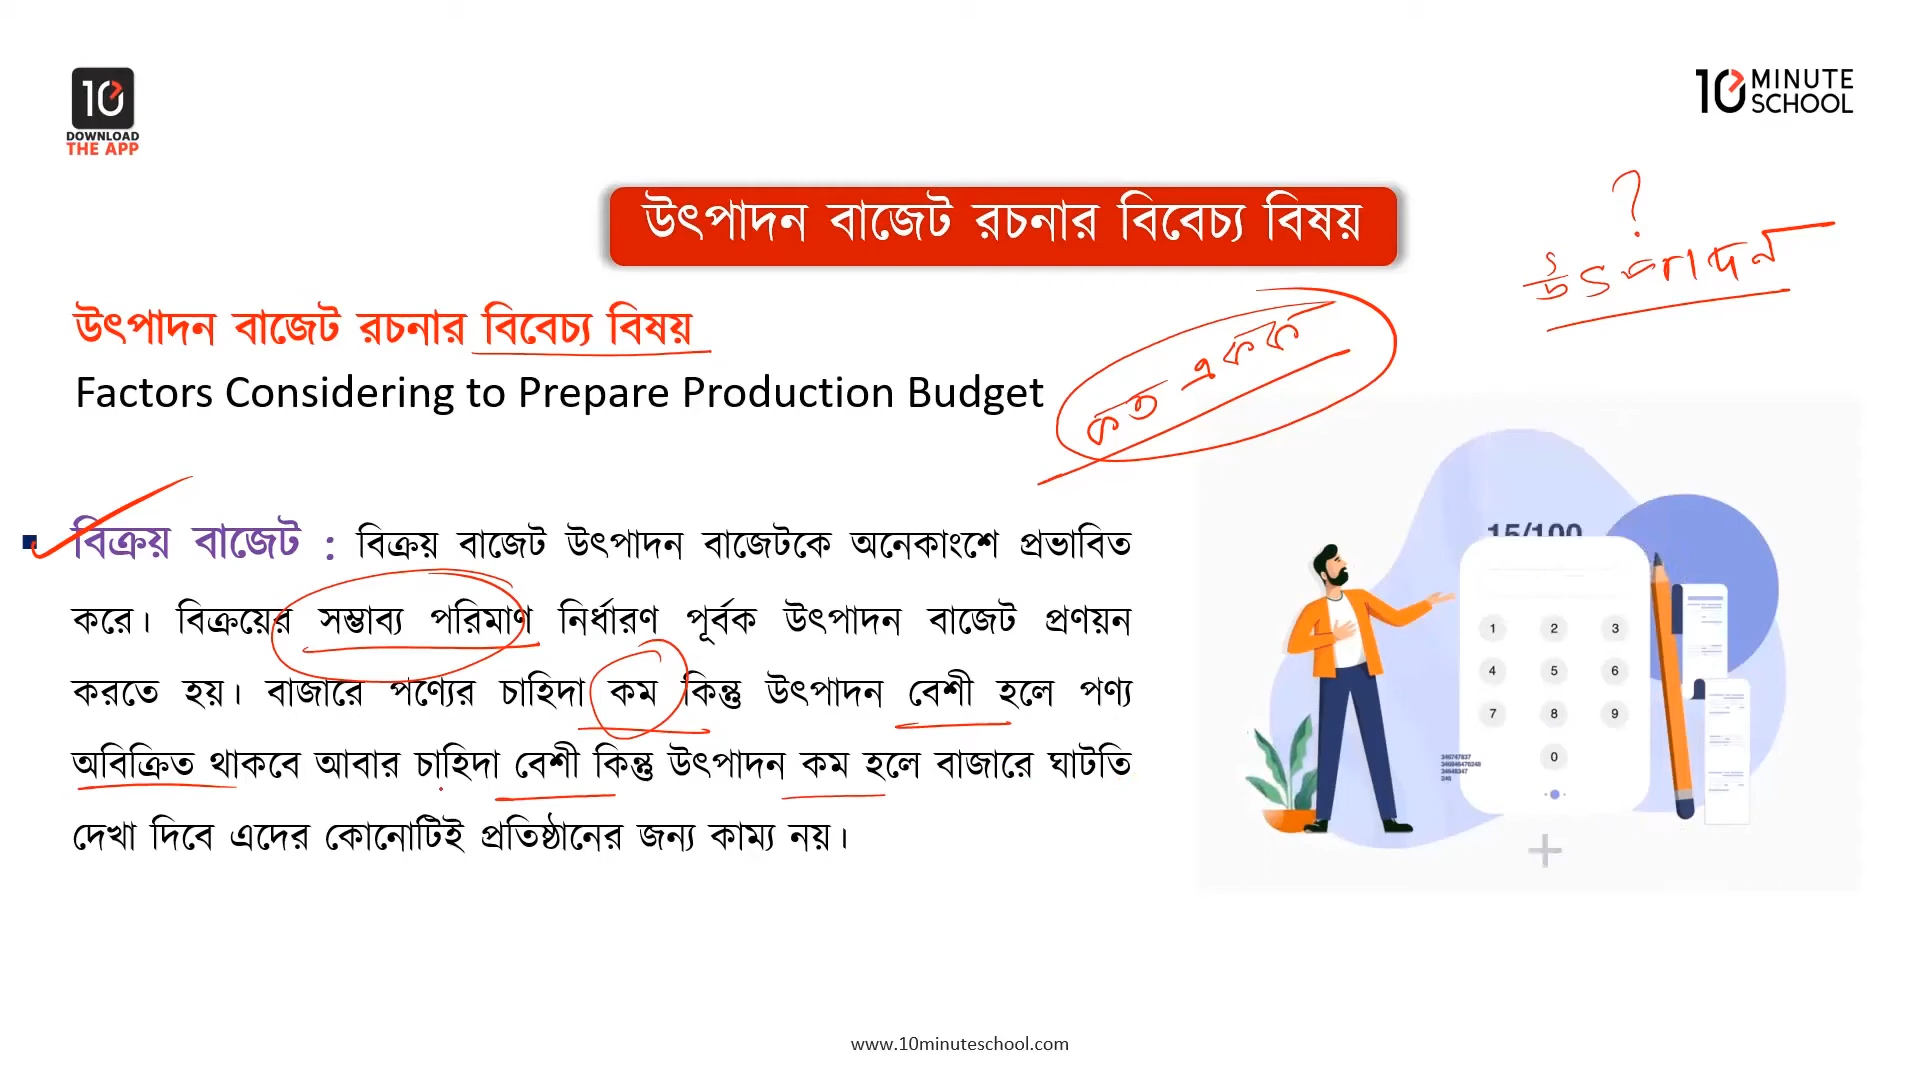 10
DOWNLOAD
THE APP
10 MINUTE
SCHOOL
উৎপাদন বাজেট রচনার বিবেচ্য বিষয়
?
উৎপাদন
উৎপাদন বাজেট রচনার বিবেচ্য বিষয়
Factors Considering to Prepare Production Budget
কত একক
বিক্রয় বাজেট : বিক্রয় বাজেট উৎপাদন বাজেটকে অনেকাংশে প্রভাবিত
করে। বিক্রয়ের সম্ভাব্য পরিমাণ নির্ধারণ পূর্বক উৎপাদন বাজেট প্রণয়ন
করতে হয়। বাজারে পণ্যের চাহিদা কম কিন্তু উৎপাদন বেশী হলে পণ্য
অবিক্রিত থাকবে আবার চাহিদা বেশী কিন্তু উৎপাদন কম হলে বাজারে ঘাটতি
দেখা দিবে এদের কোনোটিই প্রতিষ্ঠানের জন্য কাম্য নয়।
15/100
1 2 3
4 5 6
7 8 9
0
www.10minuteschool.com